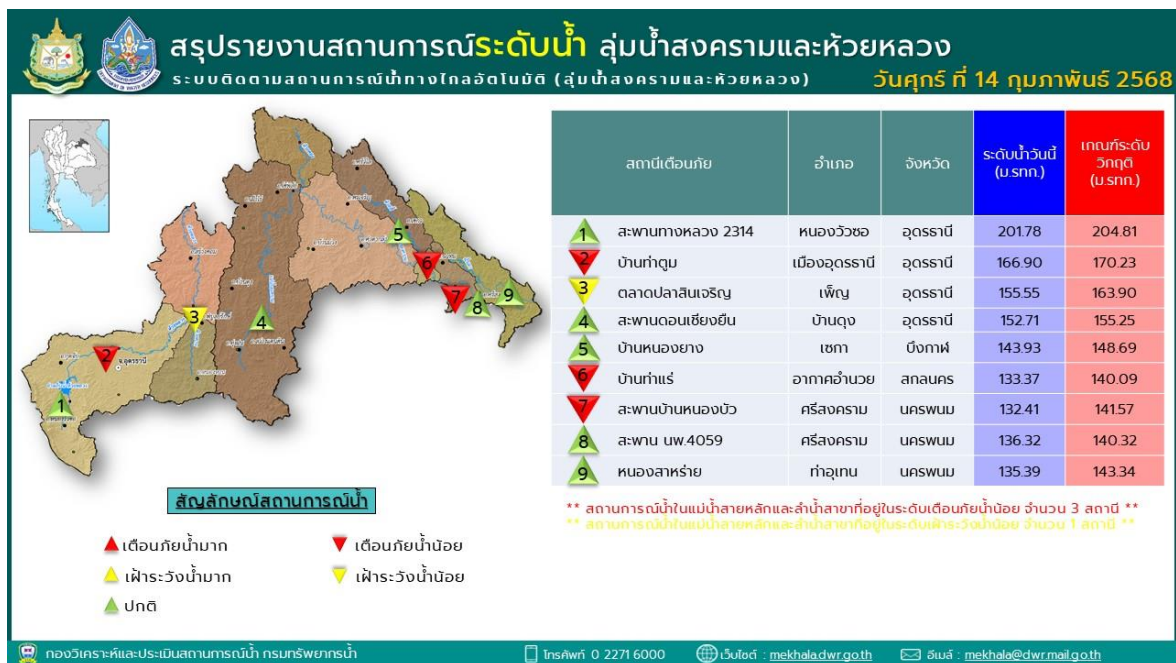 สรุปรายงานสถานการณ์ระดับน้ำ ลุ่มน้ำสงครามและห้วยหลวง
ระบบติดตามสถานการณ์น้ำทางไกลอัตโนมัติ (ลุ่มน้ำสงครามและห้วยหลวง)
วันศุกร์ ที่ 14 กุมภาพันธ์ 2568
สถานีเตือนภัย อำเภอ จังหวัด ระดับน้ำวันนี้ (ม.รทก.) เกณฑ์ระดับวิกฤติ (ม.รทก.)
1 สะพานทางหลวง 2314 หนองวัวซอ อุดรธานี 201.78 204.81
2 บ้านท่าตูม เมืองอุดรธานี อุดรธานี 166.90 170.23
3 ตลาดปลาสินเจริญ เพ็ญ อุดรธานี 155.55 163.90
4 สะพานดอนเชียงยืน บ้านดุง อุดรธานี 152.71 155.25
5 บ้านหนองยาง เซกา บึงกาฬ 143.93 148.69
6 บ้านท่าแร่ อากาศอำนวย สกลนคร 133.37 140.09
7 สะพานบ้านหนองบัว ศรีสงคราม นครพนม 132.41 141.57
8 สะพาน นพ.4059 ศรีสงคราม นครพนม 136.32 140.32
9 หนองสาหร่าย ท่าอุเทน นครพนม 135.39 143.34
** สถานการณ์น้ำในแม่น้ำสายหลักและลำน้ำสาขาที่อยู่ในระดับเตือนภัยน้ำน้อย จำนวน 3 สถานี **
** สถานการณ์น้ำในแม่น้ำสายหลักและลำน้ำสาขาที่อยู่ในระดับเฝ้าระวังน้ำน้อย จำนวน 1 สถานี **
5
6
7
8
9
3
4
2
จ.อุดรธานี
1
สัญลักษณ์สถานการณ์น้ำ
เตือนภัยน้ำมาก เตือนภัยน้ำน้อย
เฝ้าระวังน้ำมาก เฝ้าระวังน้ำน้อย
ปกติ
กองวิเคราะห์และประเมินสถานการณ์น้ำ กรมทรัพยากรน้ำ โทรศัพท์ 0 2271 6000 เว็บไซต์ : mekhala.dwr.go.th อีเมล์ : mekhala@dwr.mail.go.th